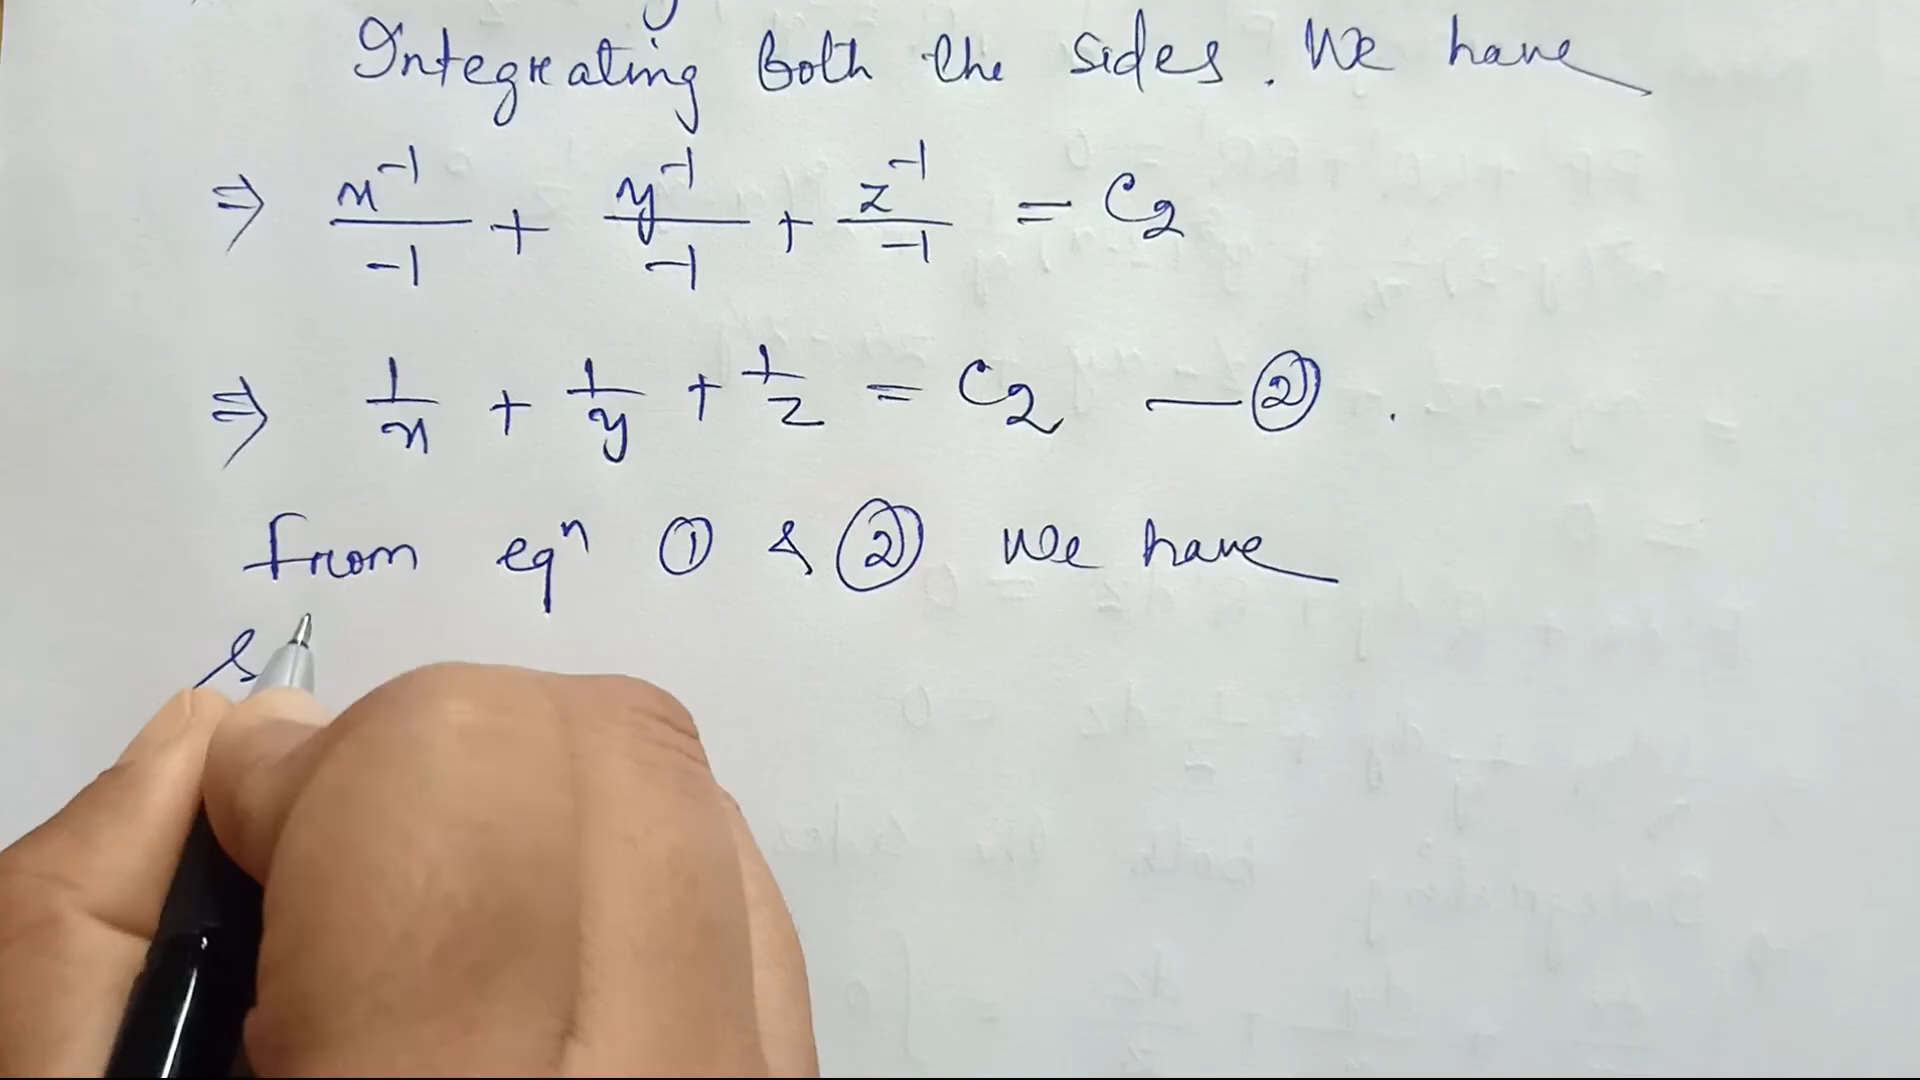 Integrating both the sides. We have
⇒ x⁻¹/-1 + y⁻¹/-1 + z⁻¹/-1 = C₂
⇒ 1/x + 1/y + 1/z = C₂ —②.
from eqⁿ ① & ② we have